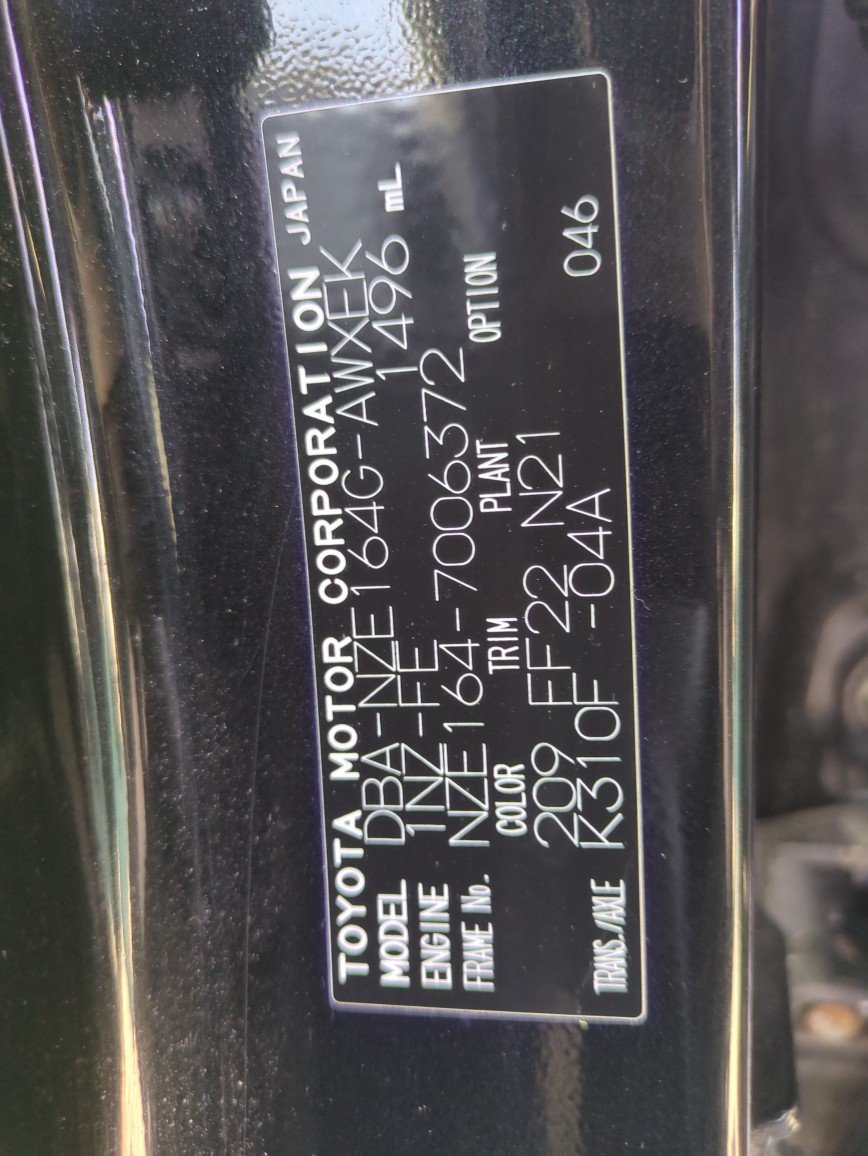 TOYOTA MOTOR CORPORATION JAPAN
MODEL DBA-NZE164G-AWXEK
ENGINE 1NZ-FE 1496 mL
FRAME No. NZE164-7006372
COLOR TRIM PLANT OPTION
209 FF22 N21
TRANS./AXLE K310F -04A 046